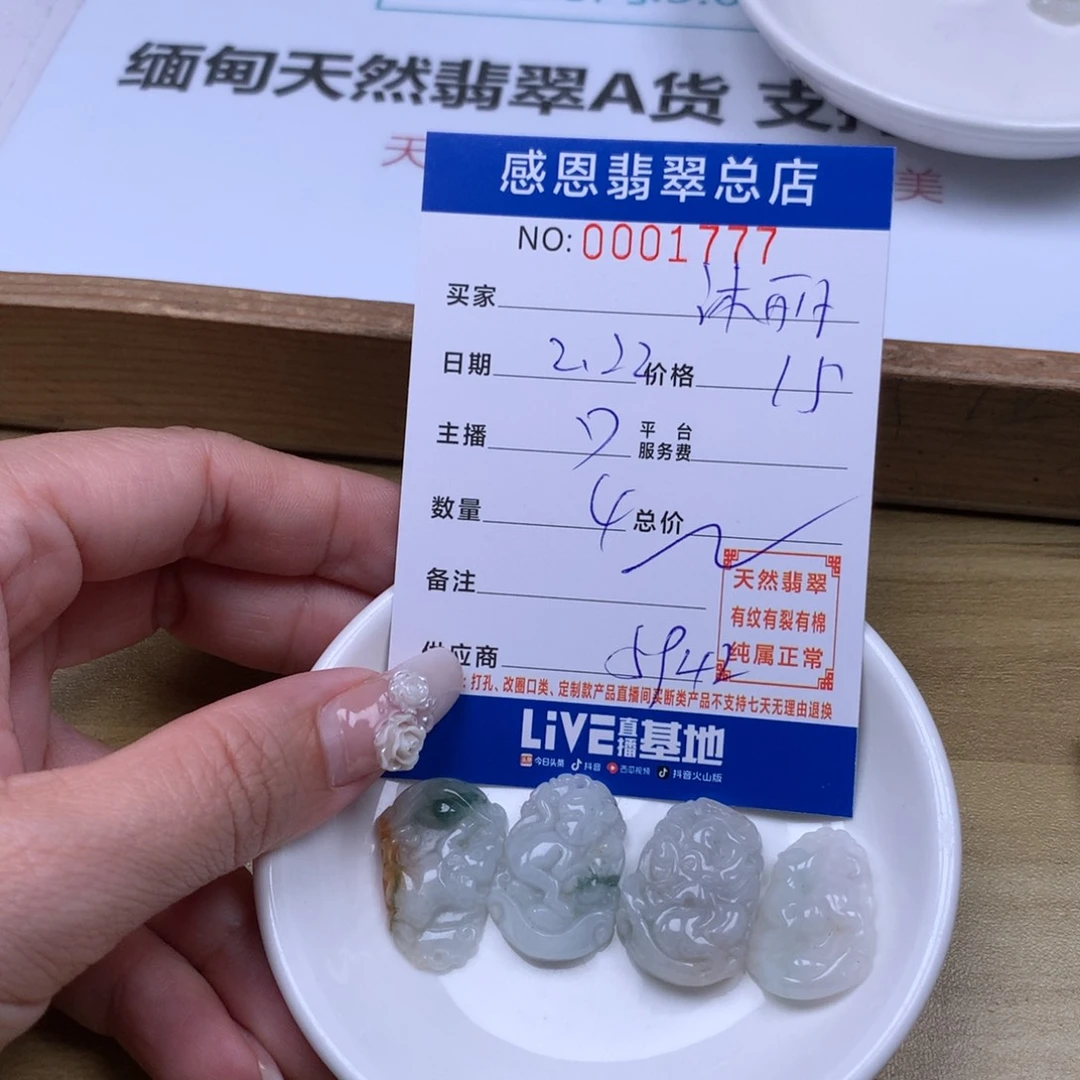 缅甸天然翡翠A货 支
天
美
感恩翡翠总店
NO: 0001777
买家 沐丽
日期 2.22 价格 15
主播 17 平台服务费
数量 4 总价
备注
天然翡翠
有纹有裂有棉
纯属正常
供应商 5942
打孔、改圈口类、定制款产品直播间买断类产品不支持七天无理由退换
LiVE直播基地
今日头条 抖音 西瓜视频 抖音火山版